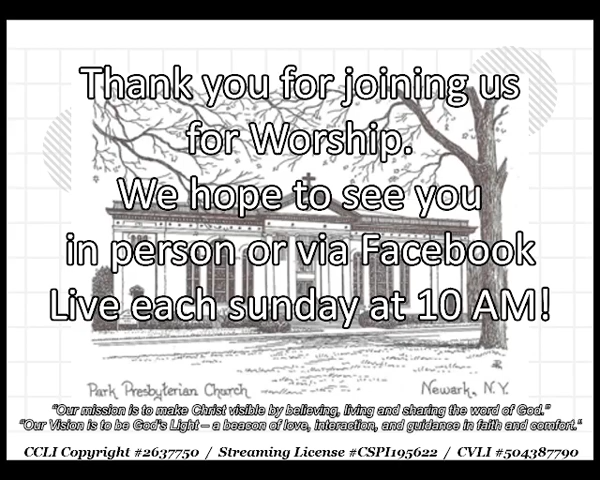 Thank you for joining us
for Worship.
We hope to see you
in person or via Facebook
Live each sunday at 10 AM!
Park Presbyterian Church Newark, N.Y.
"Our mission is to make Christ visible by believing, living and sharing the word of God."
"Our Vision is to be God's Light – a beacon of love, interaction, and guidance in faith and comfort."
CCLI Copyright #2637750 / Streaming License #CSPI195622 / CVLI #504387790